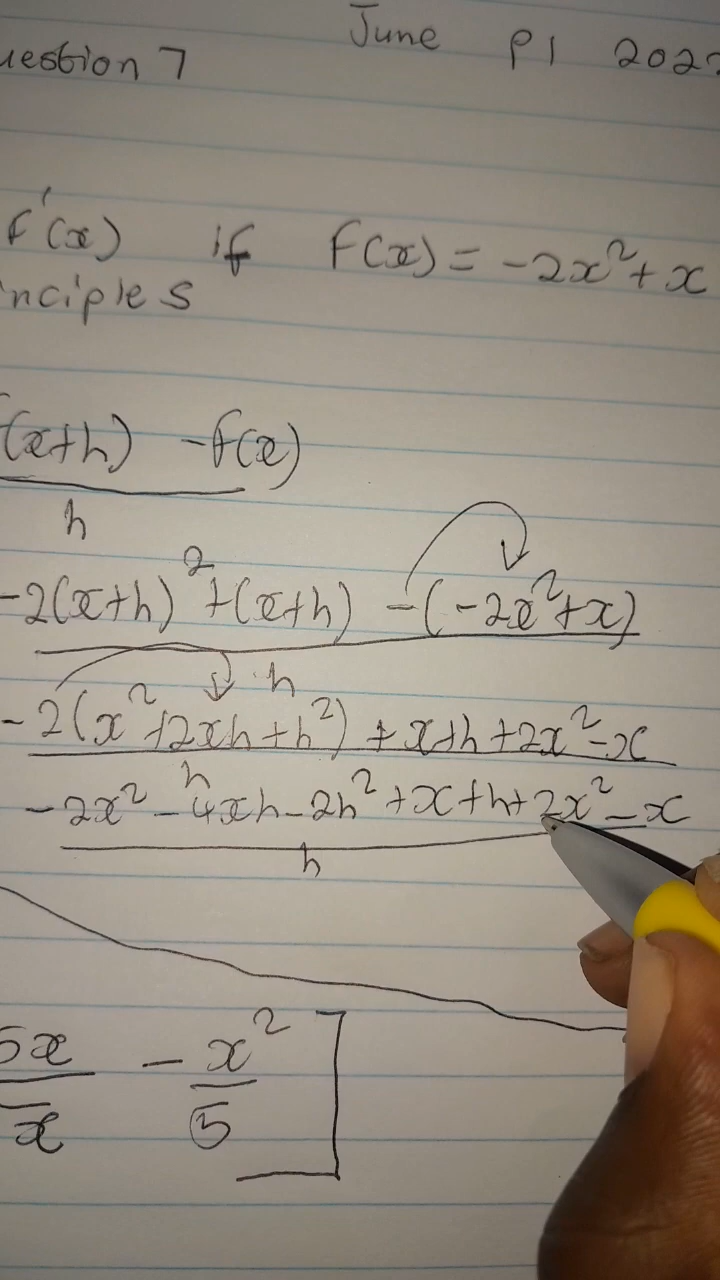 June P1 202
uestion 7
f'(x) if f(x) = -2x²+x
nciples
(x+h) -f(x)
h
-2(x+h)²+(x+h) -(-2x²+x)
h
-2(x²+2xh+h²) +x+h+2x²-x
h
-2x² -4xh-2h²+x+h+2x²-x
h
5x - x² ]
x 5